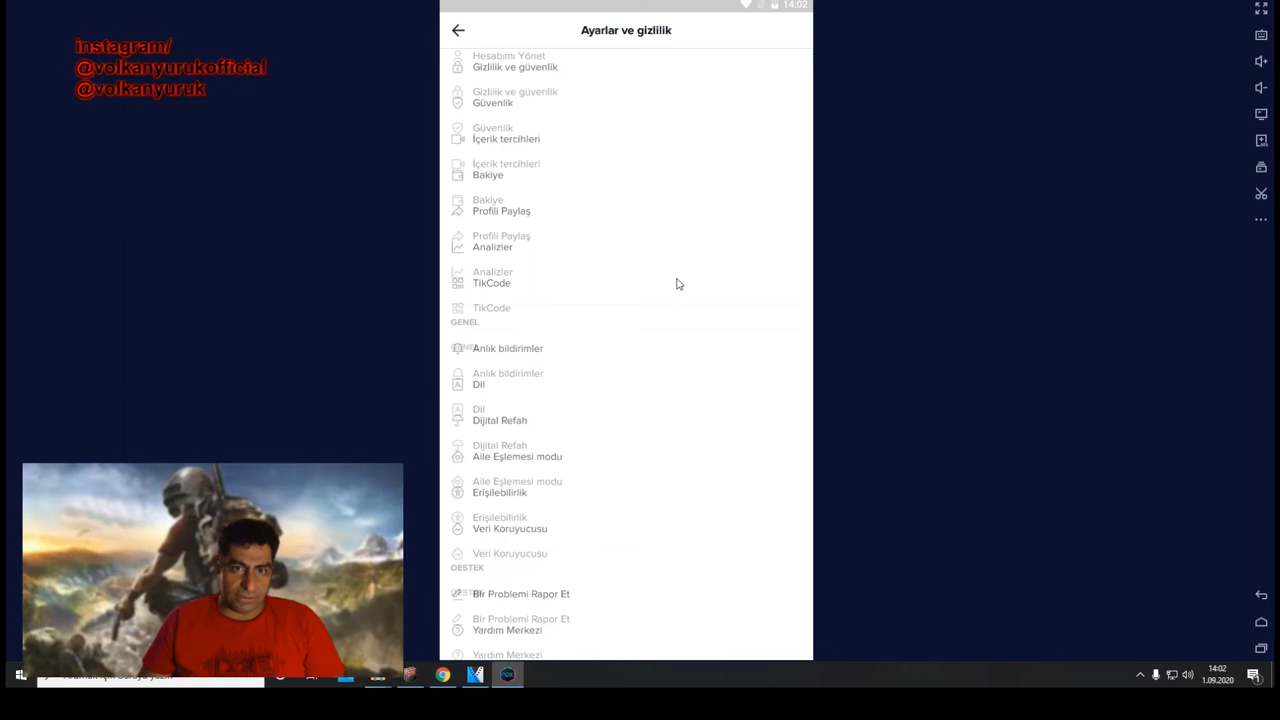 14:02
instagram/
@volkanyurukofficial
@volkanyuruk
Ayarlar ve gizlilik
Hesabımı Yönet
Gizlilik ve güvenlik
Gizlilik ve güvenlik
Güvenlik
Güvenlik
İçerik tercihleri
İçerik tercihleri
Bakiye
Bakiye
Profili Paylaş
Profili Paylaş
Analizler
Analizler
TikCode
TikCode
GENEL
Anlık bildirimler
Anlık bildirimler
Dil
Dil
Dijital Refah
Dijital Refah
Aile Eşlemesi modu
Aile Eşlemesi modu
Erişilebilirlik
Erişilebilirlik
Veri Koruyucusu
Veri Koruyucusu
DESTEK
Bir Problemi Rapor Et
Bir Problemi Rapor Et
Yardım Merkezi
Yardım Merkezi
14:02
1.09.2020